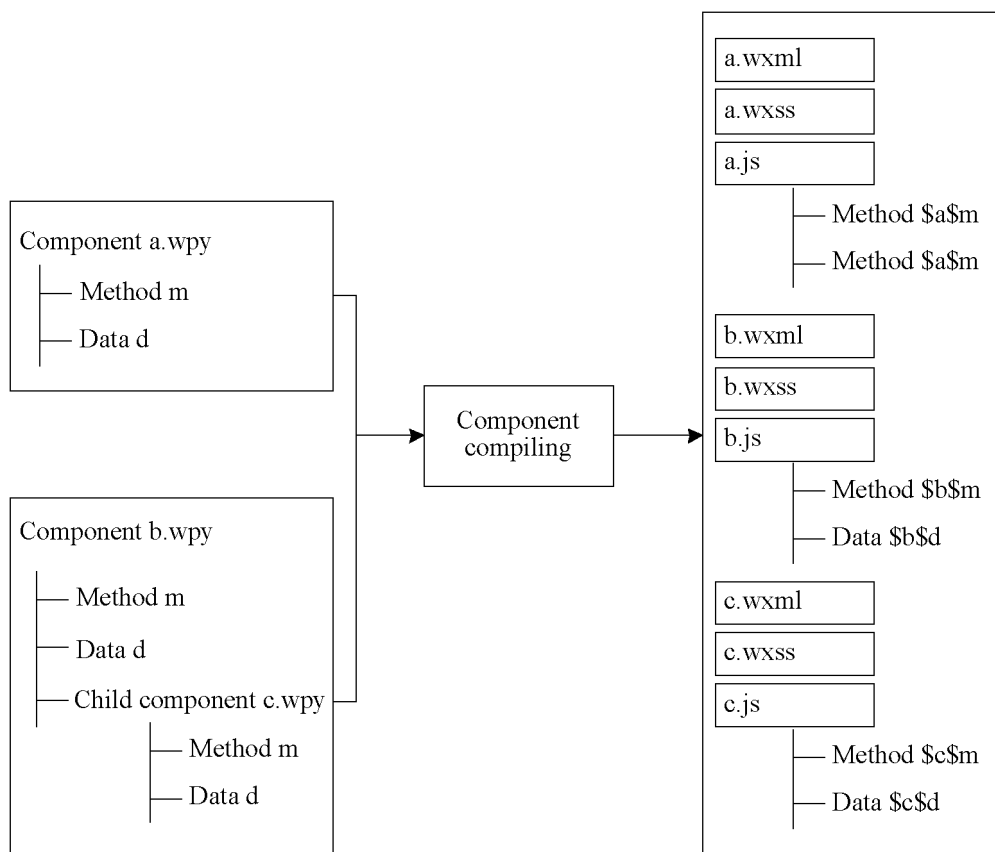 Component a.wpy
Method m
Data d
Component b.wpy
Method m
Data d
Child component c.wpy
Method m
Data d
Component
compiling
a.wxml
a.wxss
a.js
Method $a$m
Method $a$m
b.wxml
b.wxss
b.js
Method $b$m
Data $b$d
c.wxml
c.wxss
c.js
Method $c$m
Data $c$d